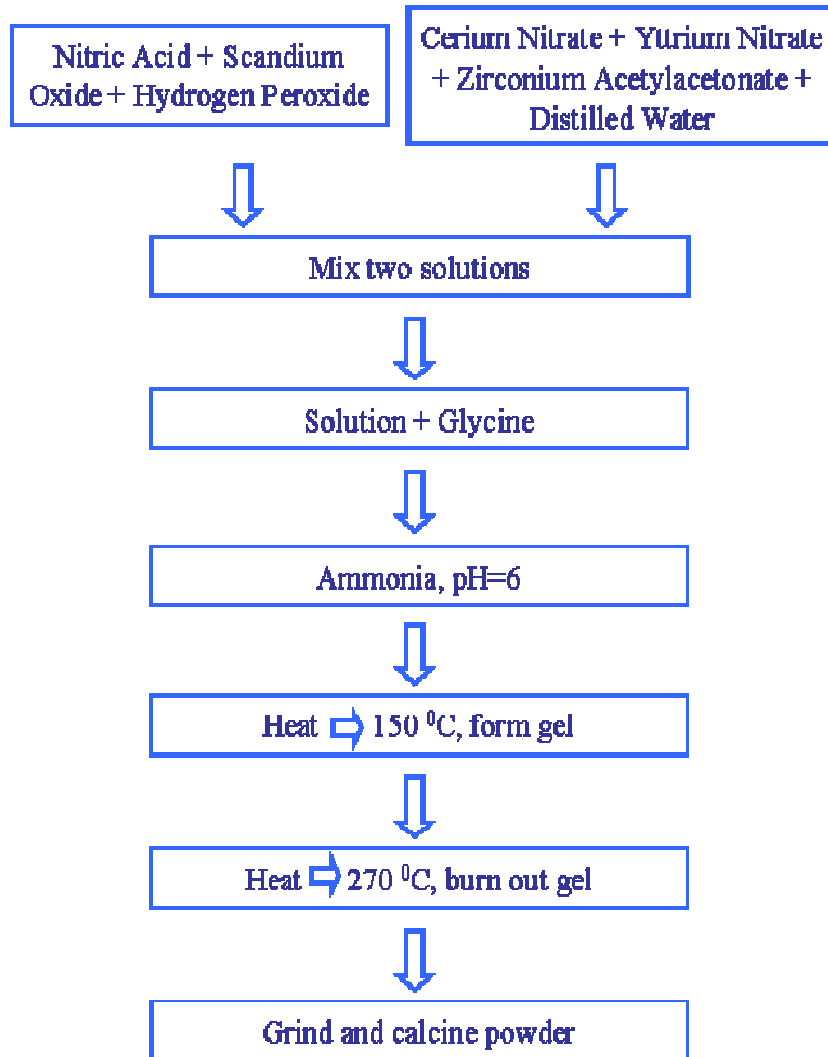 Nitric Acid + Scandium
Oxide + Hydrogen Peroxide
Cerium Nitrate + Yttrium Nitrate
+ Zirconium Acetylacetonate +
Distilled Water
Mix two solutions
Solution + Glycine
Ammonia, pH=6
Heat ⇨ 150 ⁰C, form gel
Heat ⇨ 270 ⁰C, burn out gel
Grind and calcine powder